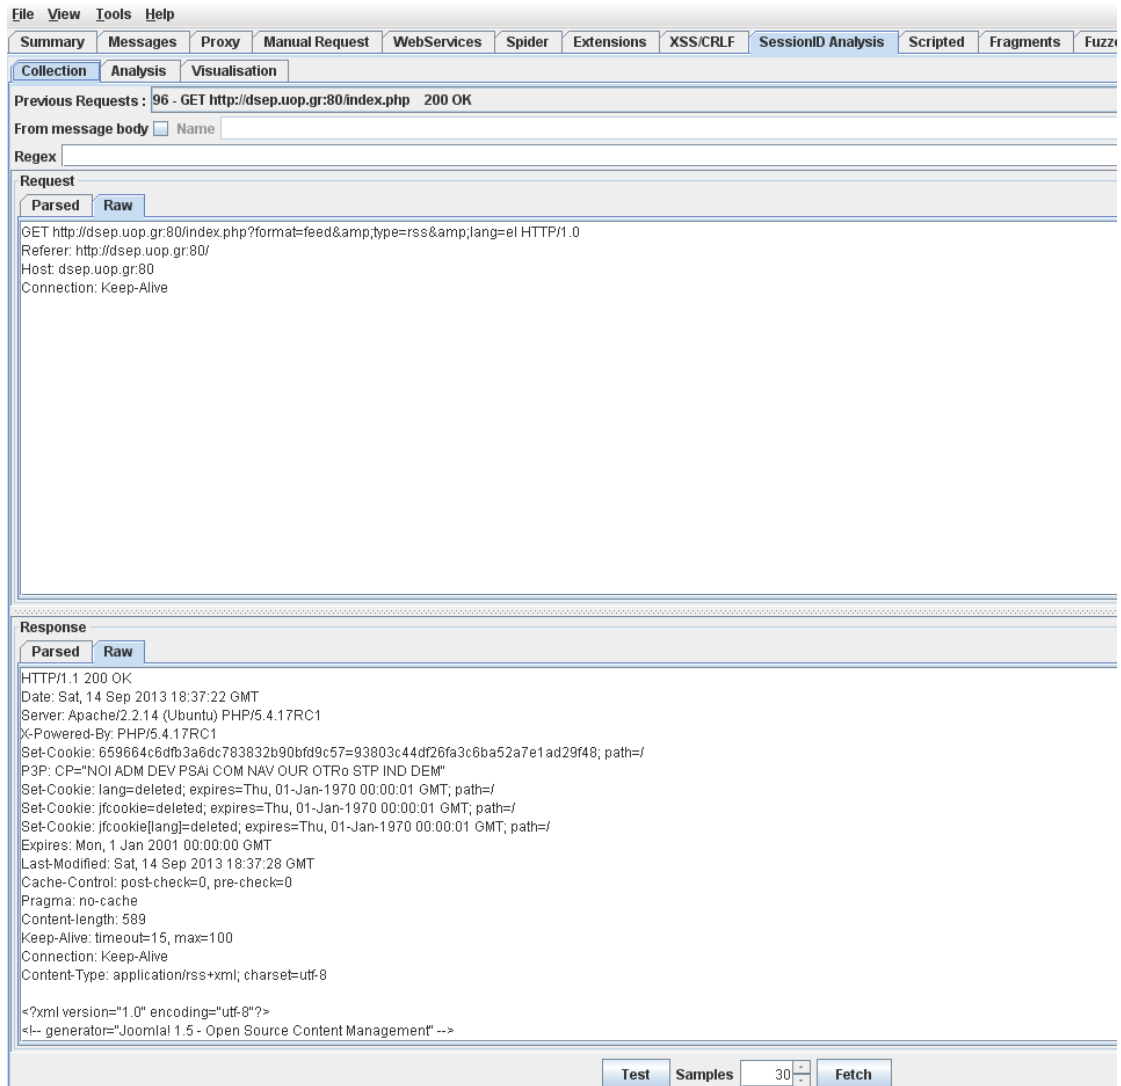 File View Tools Help
Summary Messages Proxy Manual Request WebServices Spider Extensions XSS/CRLF SessionID Analysis Scripted Fragments Fuzze
Collection Analysis Visualisation
Previous Requests : 96 - GET http://dsep.uop.gr:80/index.php 200 OK
From message body Name
Regex
Request
Parsed Raw
GET http://dsep.uop.gr:80/index.php?format=feed&amp;type=rss&amp;lang=el HTTP/1.0
Referer: http://dsep.uop.gr:80/
Host: dsep.uop.gr:80
Connection: Keep-Alive
Response
Parsed Raw
HTTP/1.1 200 OK
Date: Sat, 14 Sep 2013 18:37:22 GMT
Server: Apache/2.2.14 (Ubuntu) PHP/5.4.17RC1
X-Powered-By: PHP/5.4.17RC1
Set-Cookie: 659664c6dfb3a6dc783832b90bfd9c57=93803c44df26fa3c6ba52a7e1ad29f48; path=/
P3P: CP="NOI ADM DEV PSAi COM NAV OUR OTRo STP IND DEM"
Set-Cookie: lang=deleted; expires=Thu, 01-Jan-1970 00:00:01 GMT; path=/
Set-Cookie: jfcookie=deleted; expires=Thu, 01-Jan-1970 00:00:01 GMT; path=/
Set-Cookie: jfcookie[lang]=deleted; expires=Thu, 01-Jan-1970 00:00:01 GMT; path=/
Expires: Mon, 1 Jan 2001 00:00:00 GMT
Last-Modified: Sat, 14 Sep 2013 18:37:28 GMT
Cache-Control: post-check=0, pre-check=0
Pragma: no-cache
Content-length: 589
Keep-Alive: timeout=15, max=100
Connection: Keep-Alive
Content-Type: application/rss+xml; charset=utf-8
<?xml version="1.0" encoding="utf-8"?>
<!-- generator="Joomla! 1.5 - Open Source Content Management" -->
Test Samples 30 Fetch